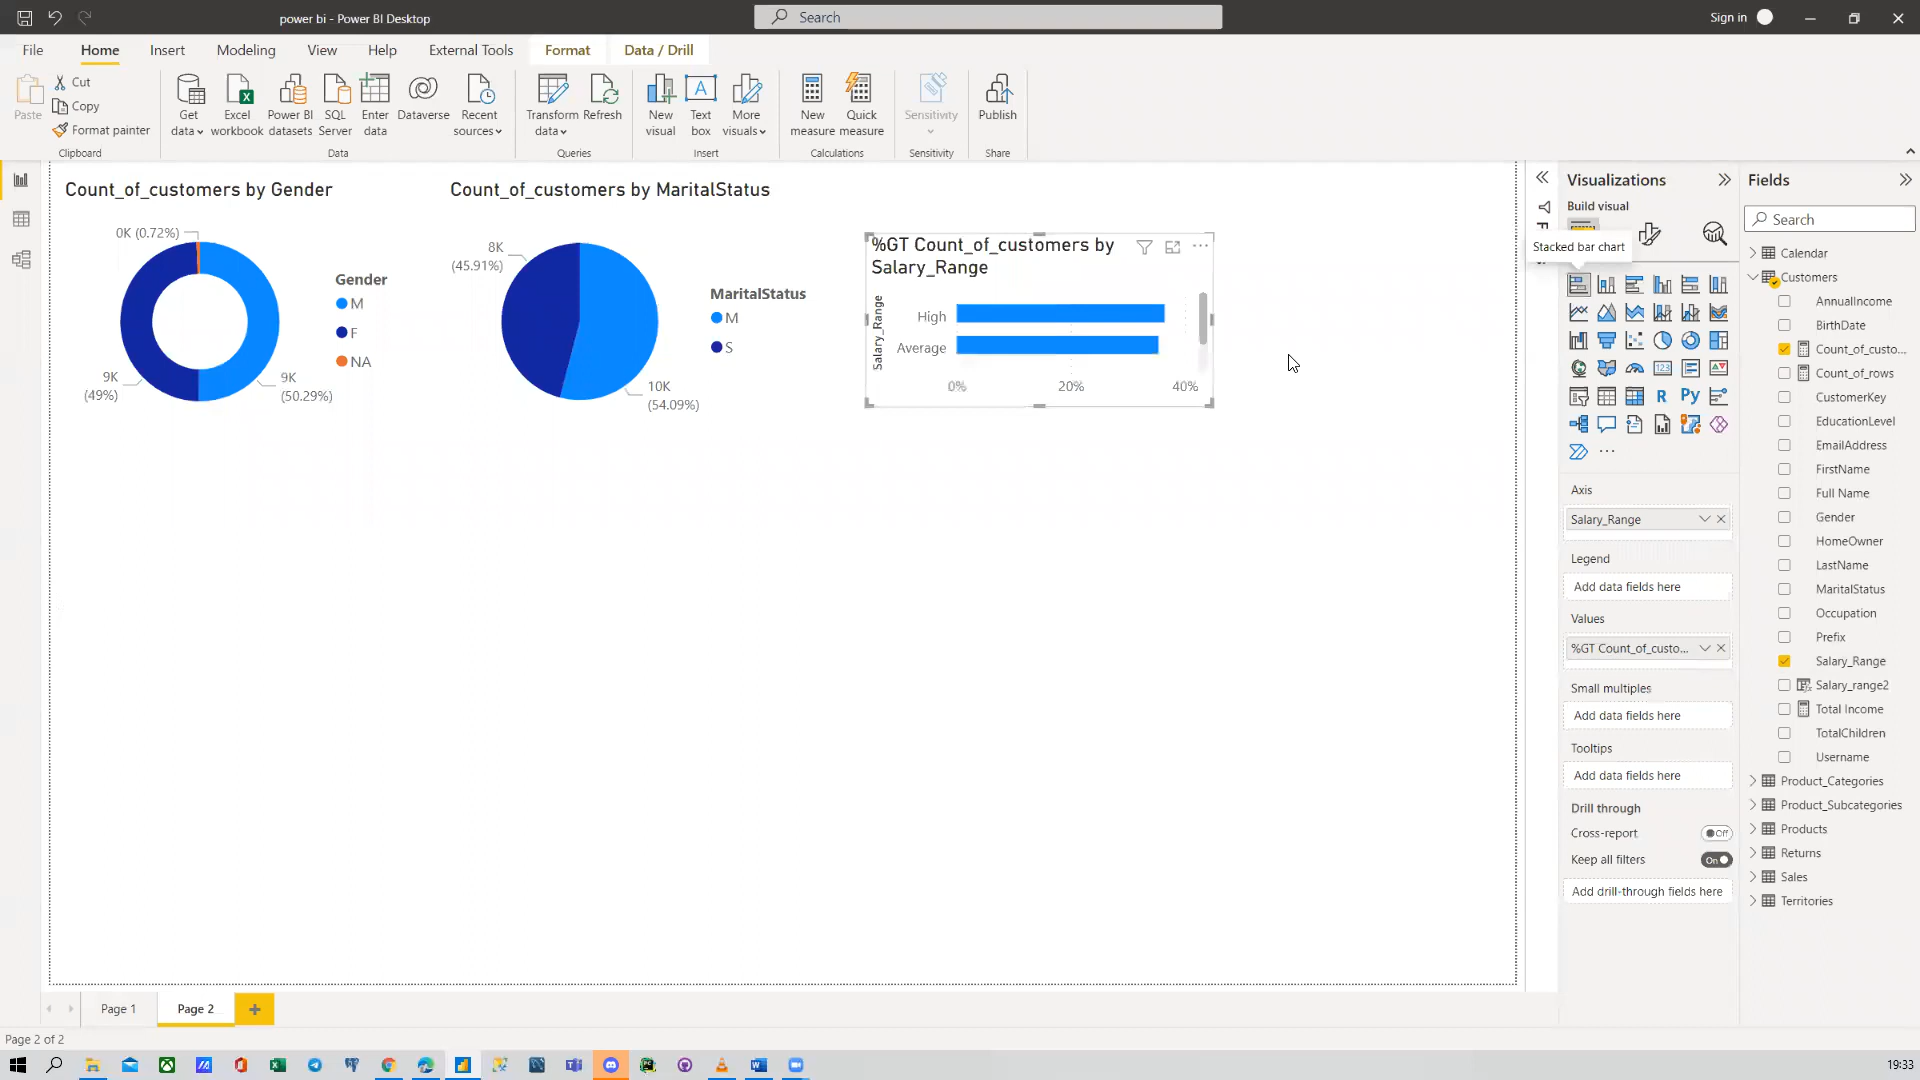 power bi - Power BI Desktop
Search
Sign in
File
Home
Insert
Modeling
View
Help
External Tools
Format
Data / Drill
Paste
Cut
Copy
Format painter
Clipboard
Get data
Excel workbook
Power BI datasets
SQL Server
Enter data
Dataverse
Recent sources
Data
Transform data
Refresh
Queries
New visual
Text box
More visuals
Insert
New measure
Quick measure
Calculations
Sensitivity
Sensitivity
Publish
Share
Count_of_customers by Gender
0K (0.72%)
9K
(49%)
9K
(50.29%)
Gender
M
F
NA
Count_of_customers by MaritalStatus
8K
(45.91%)
10K
(54.09%)
MaritalStatus
M
S
%GT Count_of_customers by
Salary_Range
Salary_Range
High
Average
0%
20%
40%
Visualizations
Build visual
Stacked bar chart
123
R
Py
Axis
Salary_Range
Legend
Add data fields here
Values
%GT Count_of_custo...
Small multiples
Add data fields here
Tooltips
Add data fields here
Drill through
Cross-report
Off
Keep all filters
On
Add drill-through fields here
Fields
Search
Calendar
Customers
AnnualIncome
BirthDate
Count_of_custo...
Count_of_rows
CustomerKey
EducationLevel
EmailAddress
FirstName
Full Name
Gender
HomeOwner
LastName
MaritalStatus
Occupation
Prefix
Salary_Range
Salary_range2
Total Income
TotalChildren
Username
Product_Categories
Product_Subcategories
Products
Returns
Sales
Territories
Page 1
Page 2
Page 2 of 2
19:33